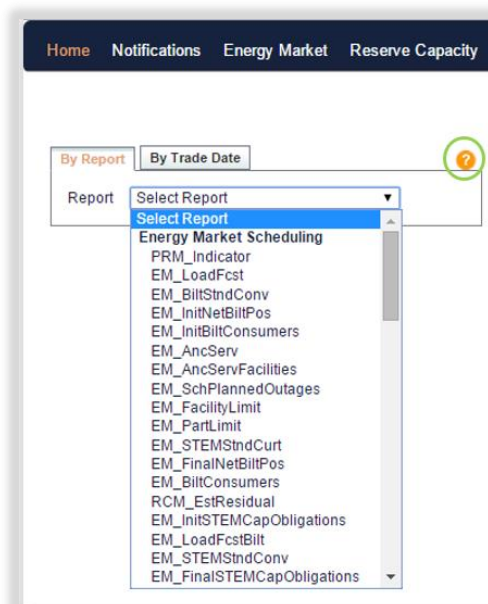 Home Notifications Energy Market Reserve Capacity
By Report By Trade Date ?
Report Select Report
Select Report
Energy Market Scheduling
PRM_Indicator
EM_LoadFcst
EM_BiltStndConv
EM_InitNetBiltPos
EM_InitBiltConsumers
EM_AncServ
EM_AncServFacilities
EM_SchPlannedOutages
EM_FacilityLimit
EM_PartLimit
EM_STEMStndCurt
EM_FinalNetBiltPos
EM_BiltConsumers
RCM_EstResidual
EM_InitSTEMCapObligations
EM_LoadFcstBilt
EM_STEMStndConv
EM_FinalSTEMCapObligations